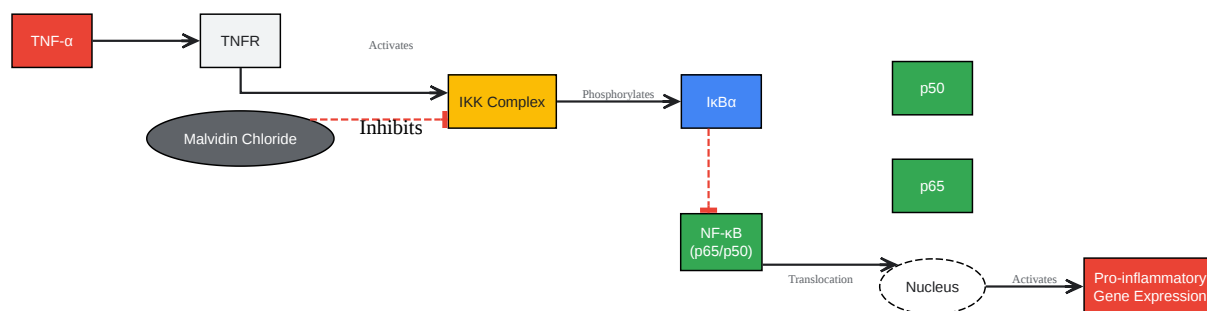 TNF-α
TNFR
Activates
IKK Complex
Phosphorylates
IκBα
p50
Inhibits
Malvidin Chloride
p65
NF-κB
(p65/p50)
Translocation
Nucleus
Activates
Pro-inflammatory
Gene Expression